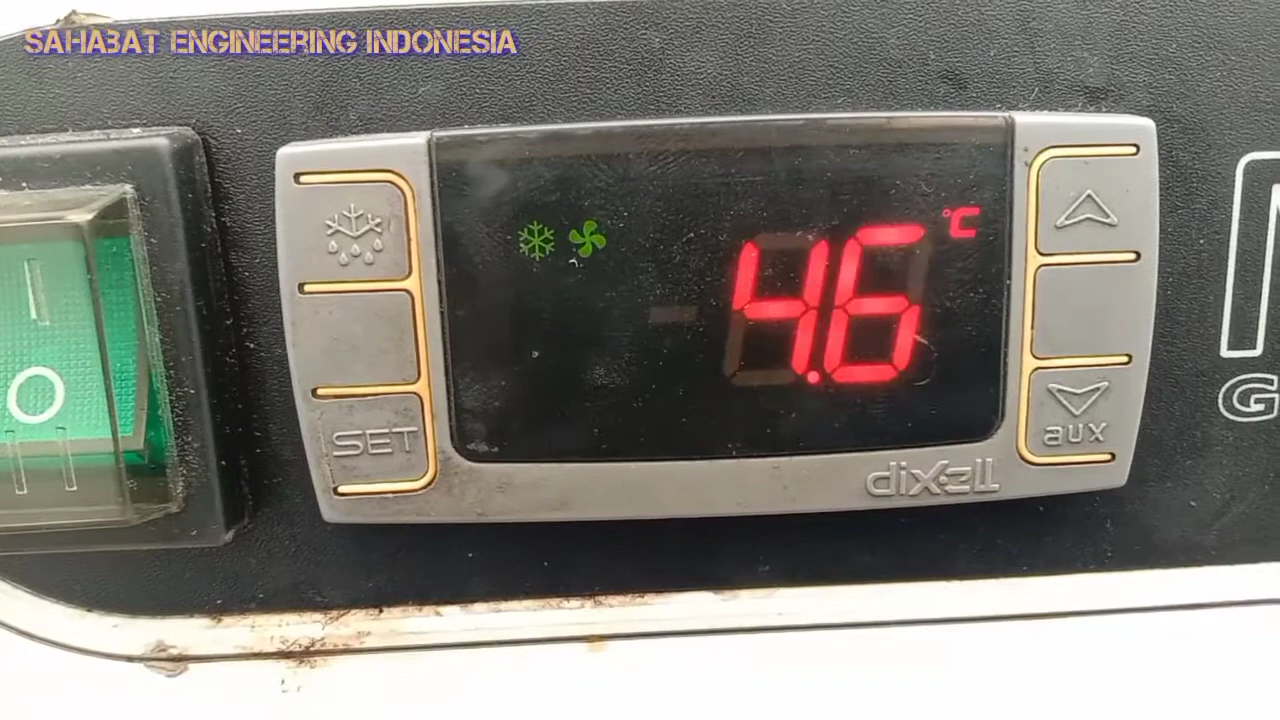 SAHABAT ENGINEERING INDONESIA
4.6 °C
SET
aux
dixell
G